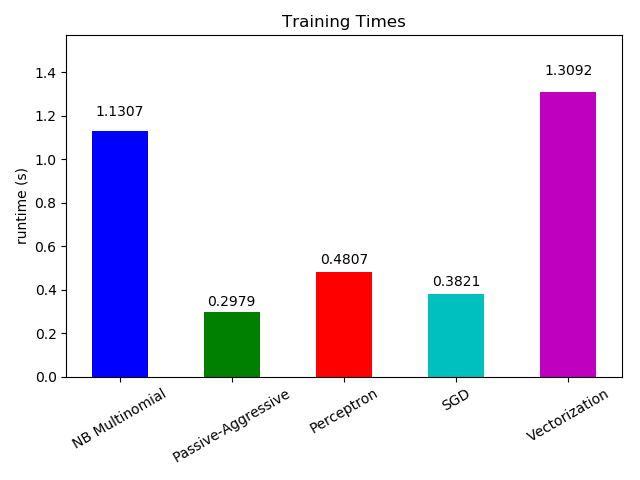 Training Times
runtime (s)
1.4
1.2
1.0
0.8
0.6
0.4
0.2
0.0
1.1307
0.2979
0.4807
0.3821
1.3092
NB Multinomial
Passive-Aggressive
Perceptron
SGD
Vectorization